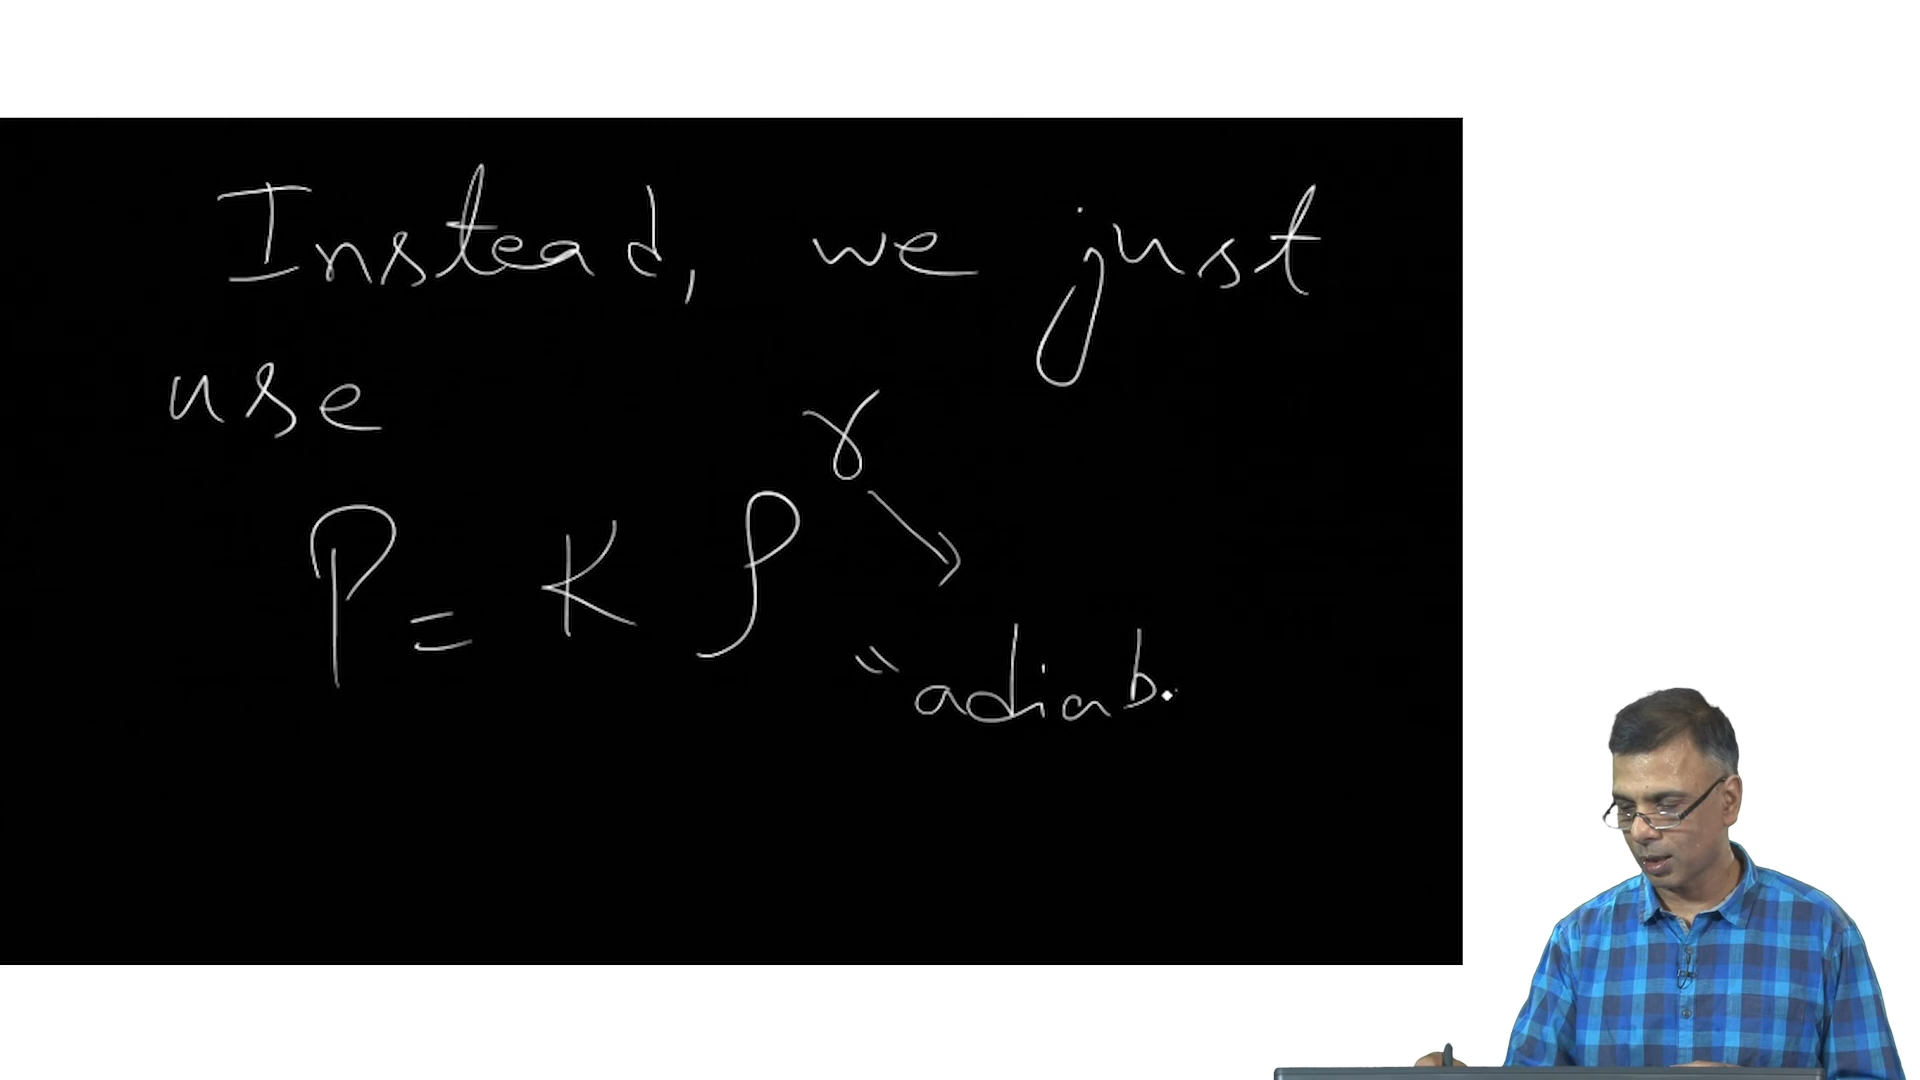 Instead, we just
use
P = K ρ^γ
"adiab.